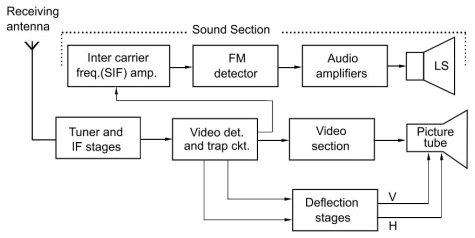 Receiving
antenna
Sound Section
Inter carrier
freq.(SIF) amp.
FM
detector
Audio
amplifiers
LS
Tuner and
IF stages
Video det.
and trap ckt.
Video
section
Picture
tube
Deflection
stages
V
H